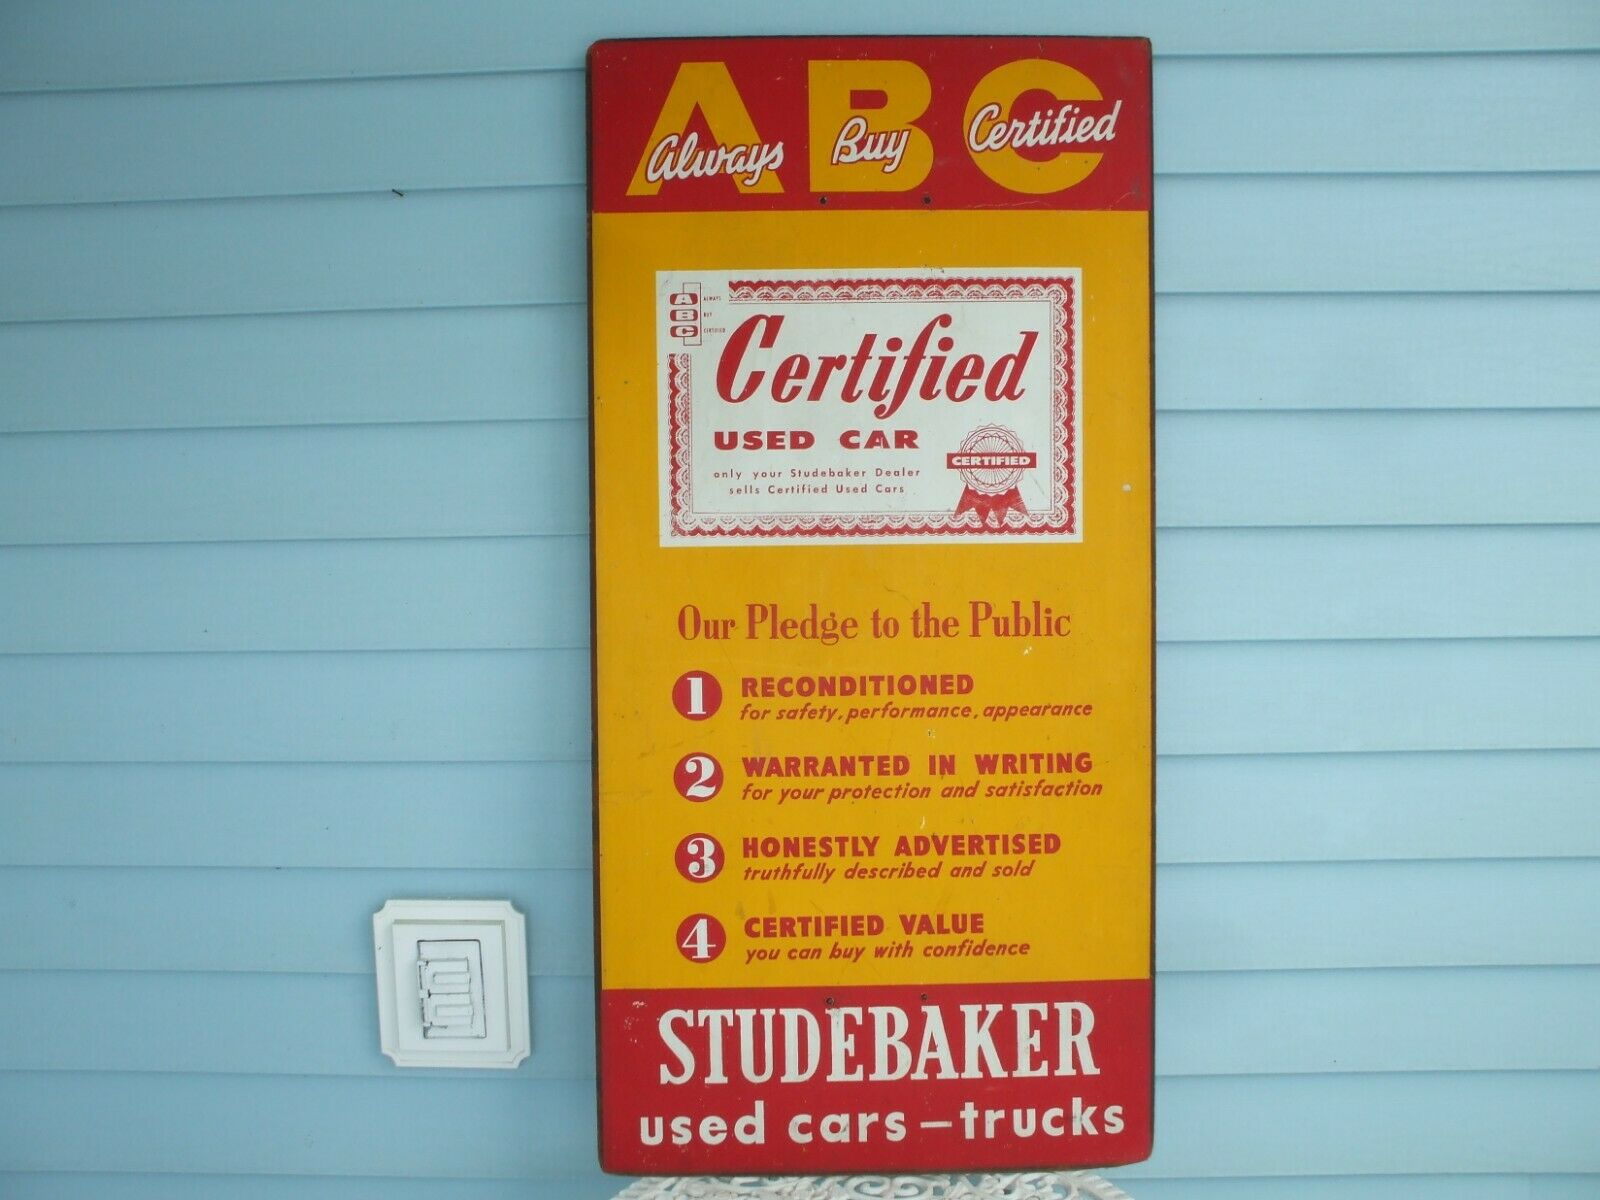 A B C
Always Buy Certified
A ALWAYS
B BUY
C CERTIFIED
Certified
USED CAR
only your Studebaker Dealer
sells Certified Used Cars
CERTIFIED
Our Pledge to the Public
1 RECONDITIONED
for safety, performance, appearance
2 WARRANTED IN WRITING
for your protection and satisfaction
3 HONESTLY ADVERTISED
truthfully described and sold
4 CERTIFIED VALUE
you can buy with confidence
STUDEBAKER
used cars – trucks